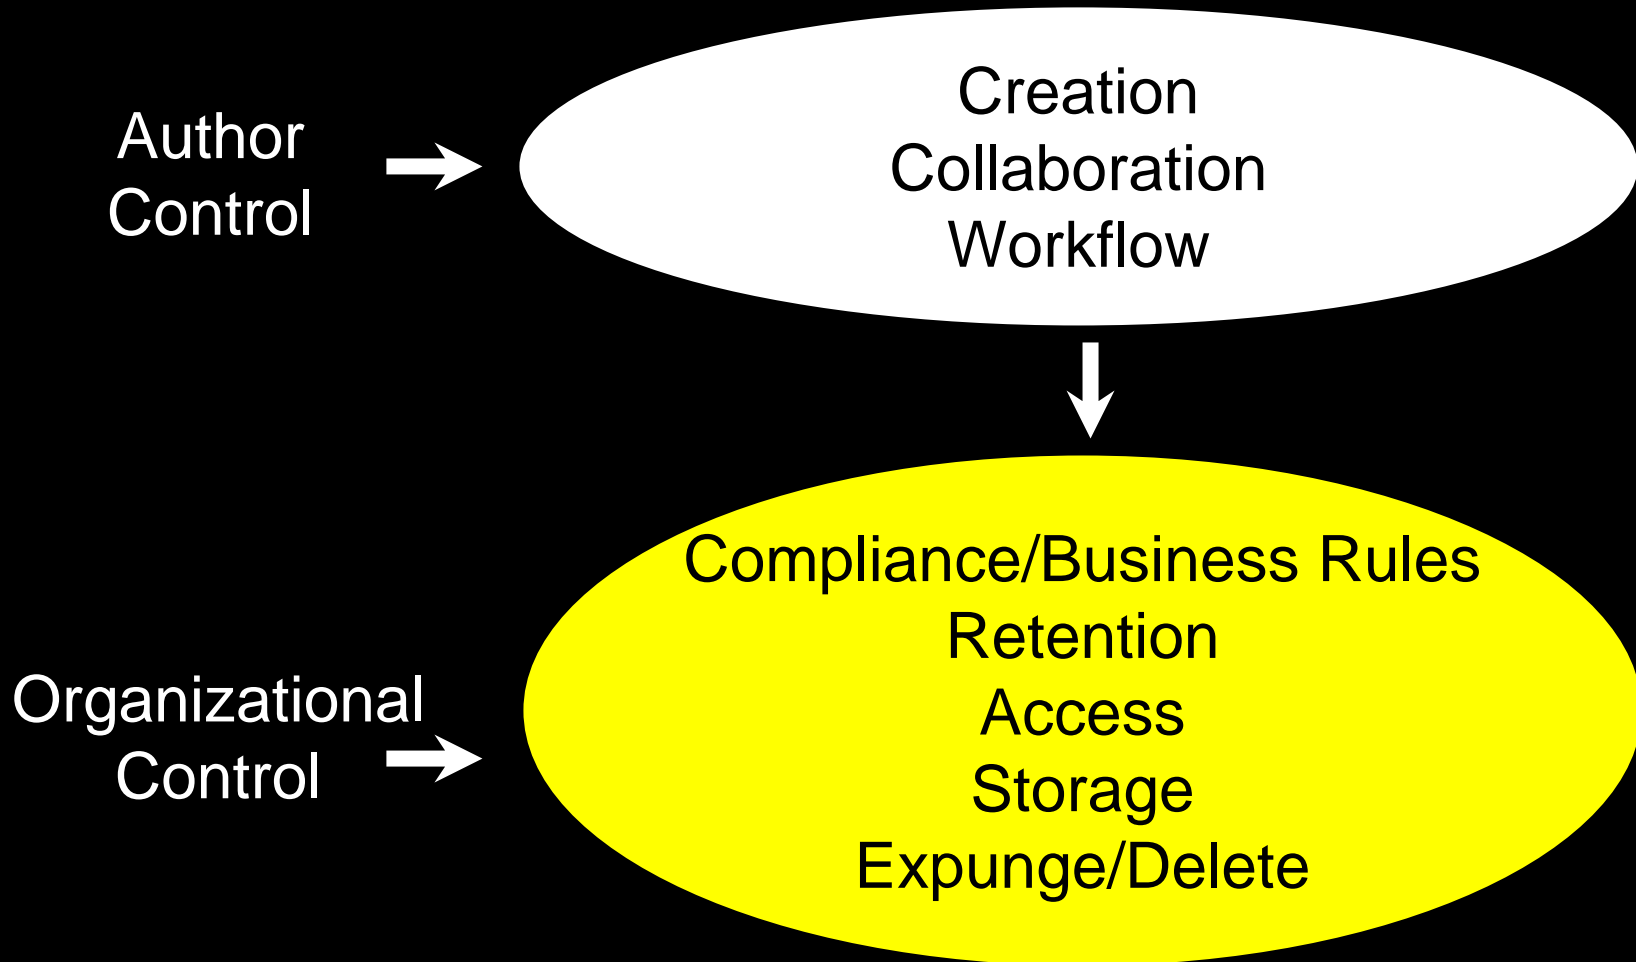 Author
Control
Creation
Collaboration
Workflow
Organizational
Control
Compliance/Business Rules
Retention
Access
Storage
Expunge/Delete